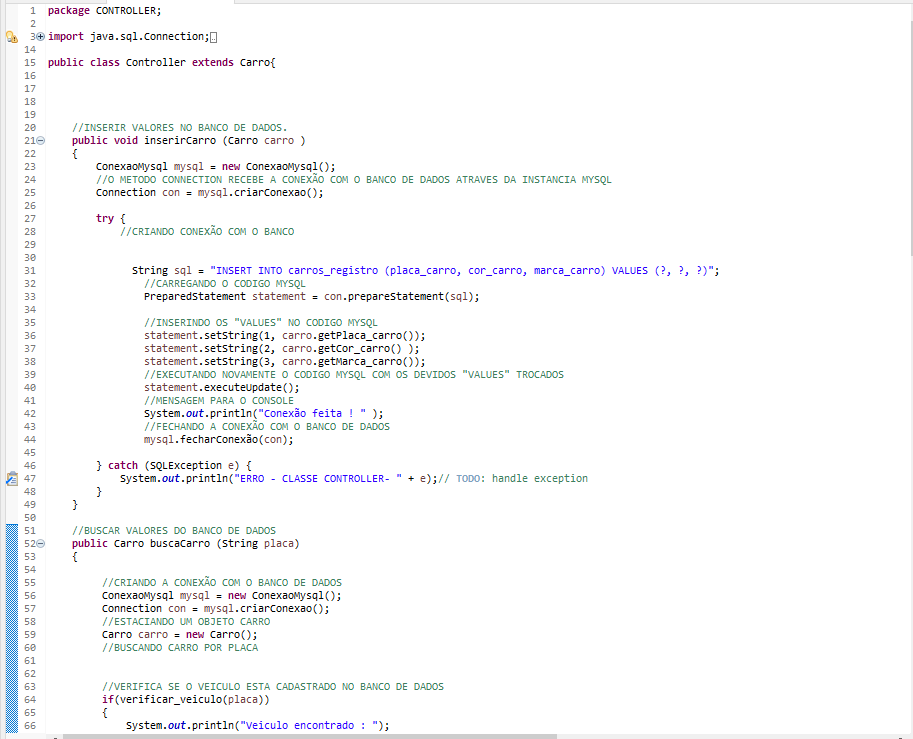 1 package CONTROLLER;
2
3 import java.sql.Connection;
14
15 public class Controller extends Carro{
16
17
18
19
20 //INSERIR VALORES NO BANCO DE DADOS.
21 public void inserirCarro (Carro carro )
22 {
23 ConexaoMysql mysql = new ConexaoMysql();
24 //O METODO CONNECTION RECEBE A CONEXÃO COM O BANCO DE DADOS ATRAVES DA INSTANCIA MYSQL
25 Connection con = mysql.criarConexao();
26
27 try {
28 //CRIANDO CONEXÃO COM O BANCO
29
30
31 String sql = "INSERT INTO carros_registro (placa_carro, cor_carro, marca_carro) VALUES (?, ?, ?)";
32 //CARREGANDO O CODIGO MYSQL
33 PreparedStatement statement = con.prepareStatement(sql);
34
35 //INSERINDO OS "VALUES" NO CODIGO MYSQL
36 statement.setString(1, carro.getPlaca_carro());
37 statement.setString(2, carro.getCor_carro() );
38 statement.setString(3, carro.getMarca_carro());
39 //EXECUTANDO NOVAMENTE O CODIGO MYSQL COM OS DEVIDOS "VALUES" TROCADOS
40 statement.executeUpdate();
41 //MENSAGEM PARA O CONSOLE
42 System.out.println("Conexão feita ! " );
43 //FECHANDO A CONEXÃO COM O BANCO DE DADOS
44 mysql.fecharConexão(con);
45
46 } catch (SQLException e) {
47 System.out.println("ERRO - CLASSE CONTROLLER- " + e);// TODO: handle exception
48 }
49 }
50
51 //BUSCAR VALORES DO BANCO DE DADOS
52 public Carro buscaCarro (String placa)
53 {
54
55 //CRIANDO A CONEXÃO COM O BANCO DE DADOS
56 ConexaoMysql mysql = new ConexaoMysql();
57 Connection con = mysql.criarConexao();
58 //ESTACIANDO UM OBJETO CARRO
59 Carro carro = new Carro();
60 //BUSCANDO CARRO POR PLACA
61
62
63 //VERIFICA SE O VEICULO ESTA CADASTRADO NO BANCO DE DADOS
64 if(verificar_veiculo(placa))
65 {
66 System.out.println("Veiculo encontrado : ");